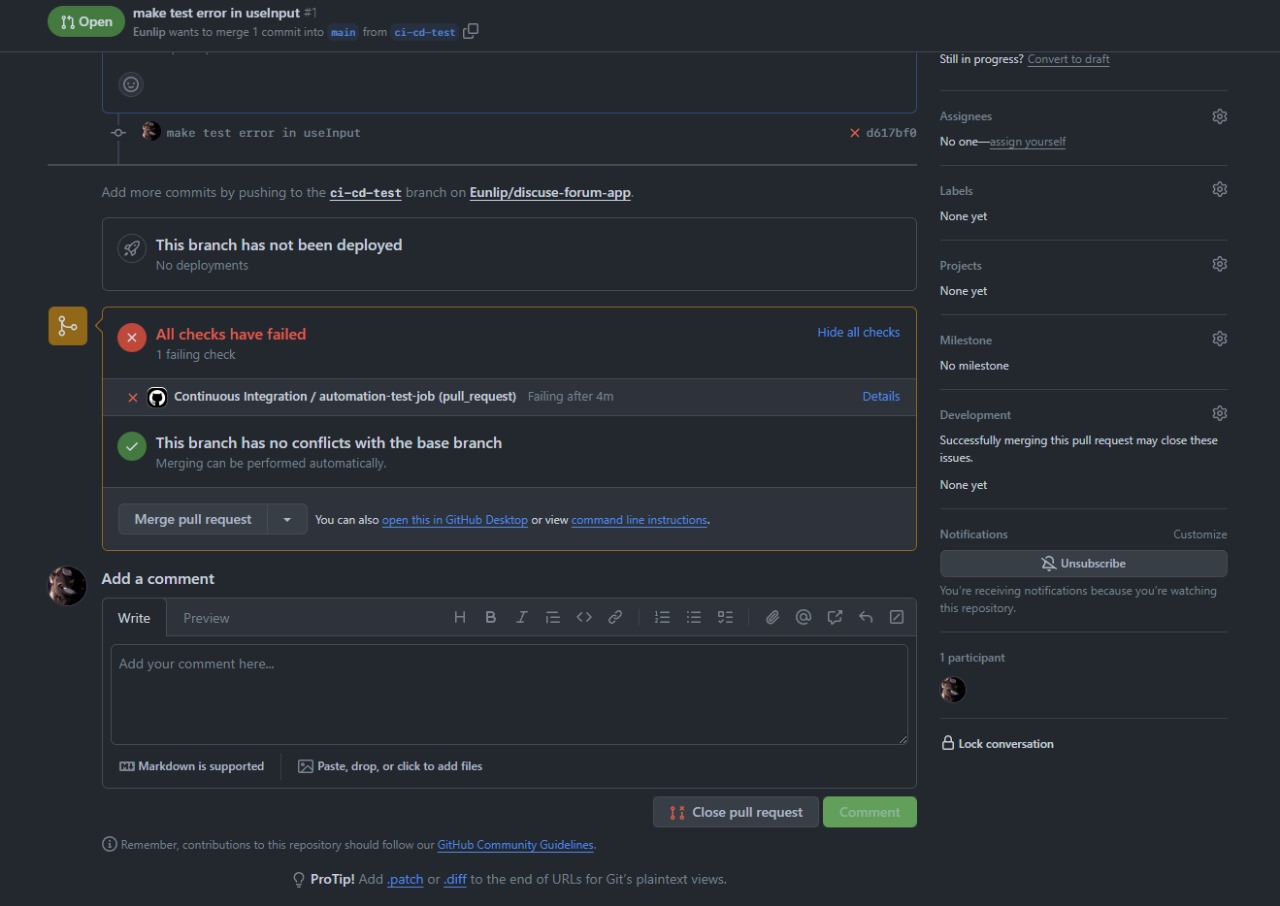 Open
make test error in useInput #1
Eunlip wants to merge 1 commit into main from ci-cd-test
make test error in useInput
d617bf0
Add more commits by pushing to the ci-cd-test branch on Eunlip/discuse-forum-app.
This branch has not been deployed
No deployments
All checks have failed
Hide all checks
1 failing check
Continuous Integration / automation-test-job (pull_request) Failing after 4m
Details
This branch has no conflicts with the base branch
Merging can be performed automatically.
Merge pull request
You can also open this in GitHub Desktop or view command line instructions.
Add a comment
Write
Preview
Add your comment here...
Markdown is supported
Paste, drop, or click to add files
Close pull request
Comment
Remember, contributions to this repository should follow our GitHub Community Guidelines.
ProTip! Add .patch or .diff to the end of URLs for Git's plaintext views.
Still in progress? Convert to draft
Assignees
No one—assign yourself
Labels
None yet
Projects
None yet
Milestone
No milestone
Development
Successfully merging this pull request may close these
issues.
None yet
Notifications
Customize
Unsubscribe
You're receiving notifications because you're watching
this repository.
1 participant
Lock conversation